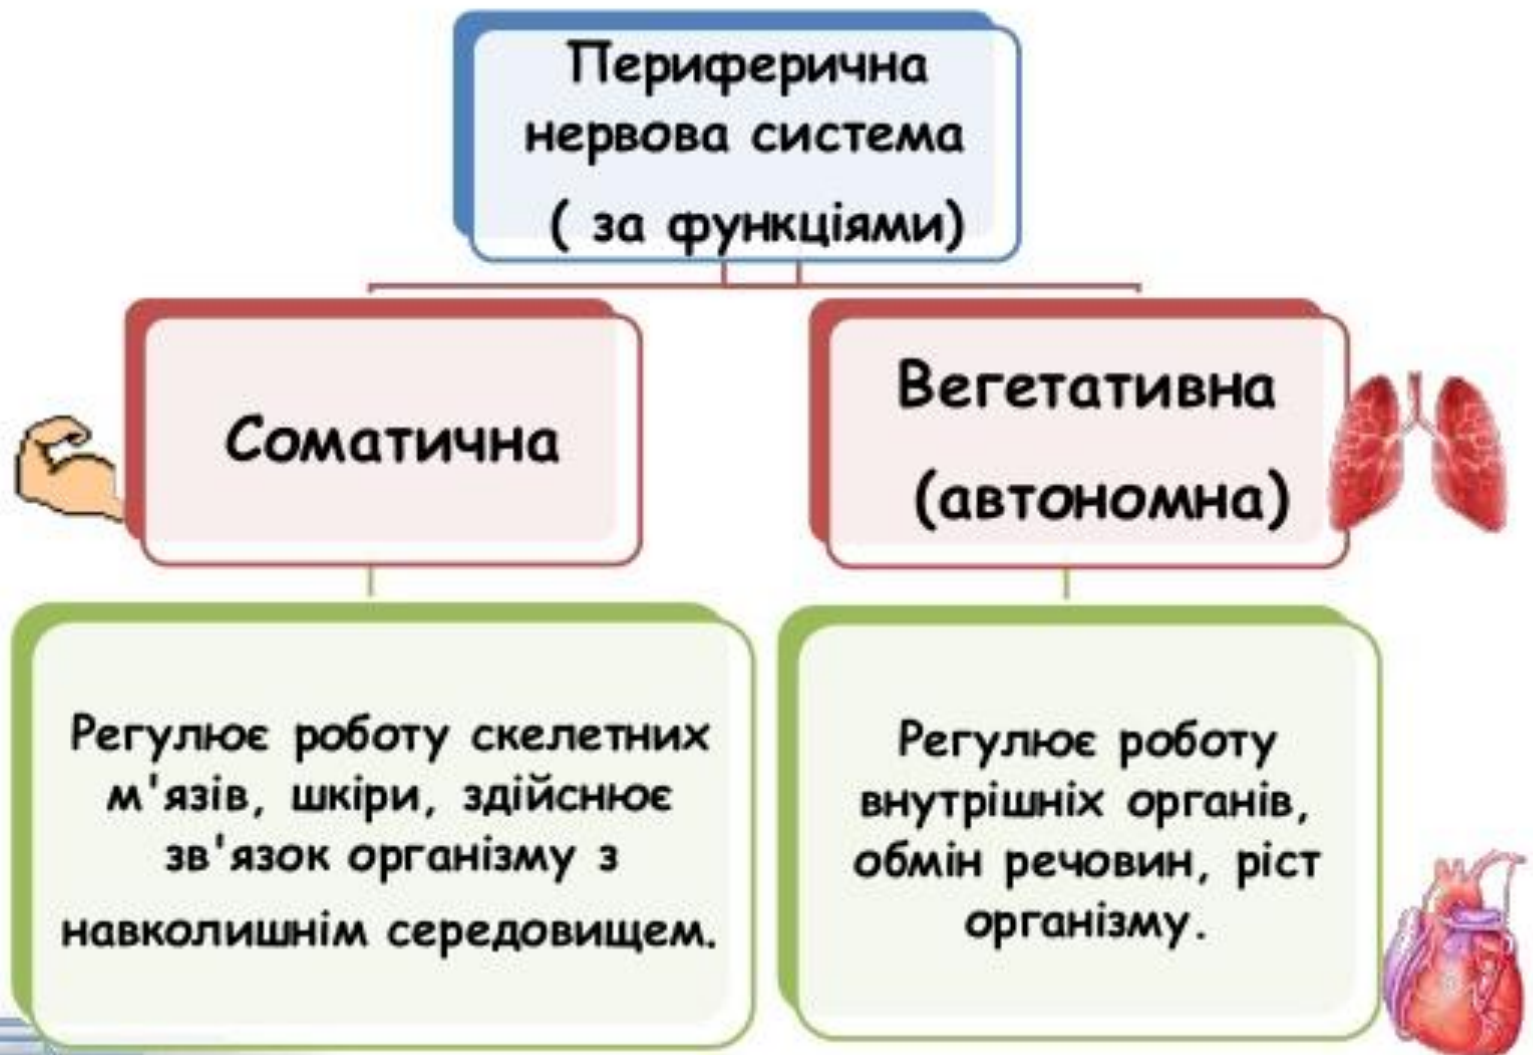 Периферична
нервова система
( за функціями)
Соматична
Вегетативна
(автономна)
Регулює роботу скелетних
м'язів, шкіри, здійснює
зв'язок організму з
навколишнім середовищем.
Регулює роботу
внутрішніх органів,
обмін речовин, ріст
організму.